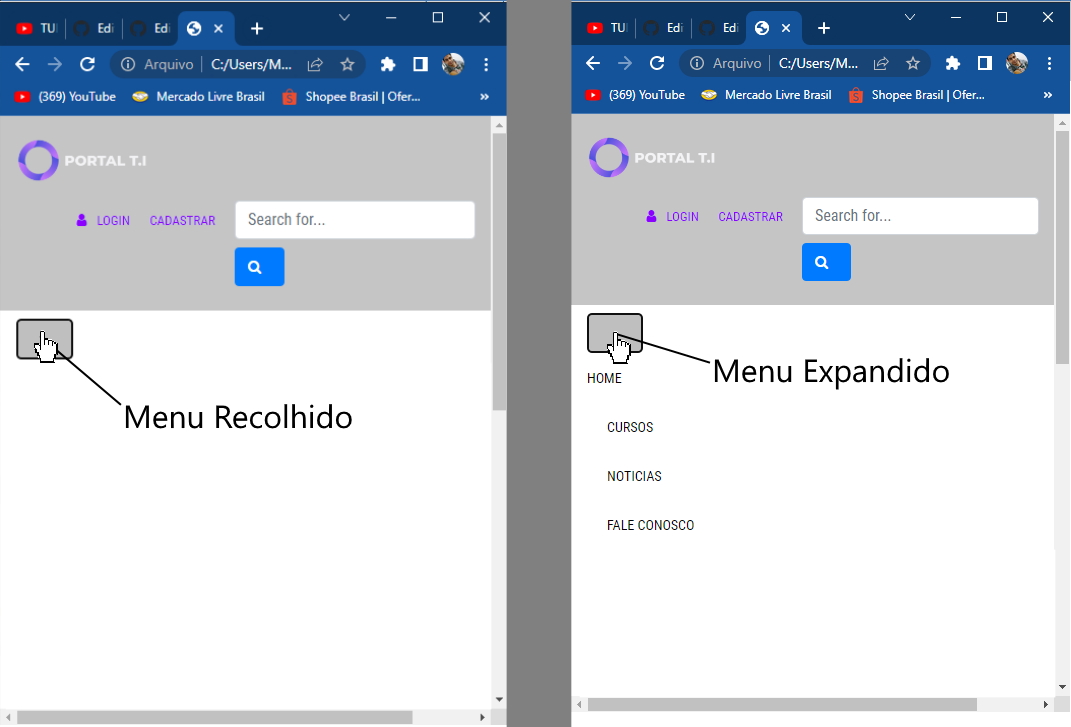 TUI Edi Edi
Arquivo | C:/Users/M...
(369) YouTube Mercado Livre Brasil Shopee Brasil | Ofer... »
PORTAL T.I
LOGIN CADASTRAR Search for...
Menu Recolhido
TU Edi Edi
Arquivo | C:/Users/M...
(369) YouTube Mercado Livre Brasil Shopee Brasil | Ofer... »
PORTAL T.I
LOGIN CADASTRAR Search for...
Menu Expandido
HOME
CURSOS
NOTICIAS
FALE CONOSCO